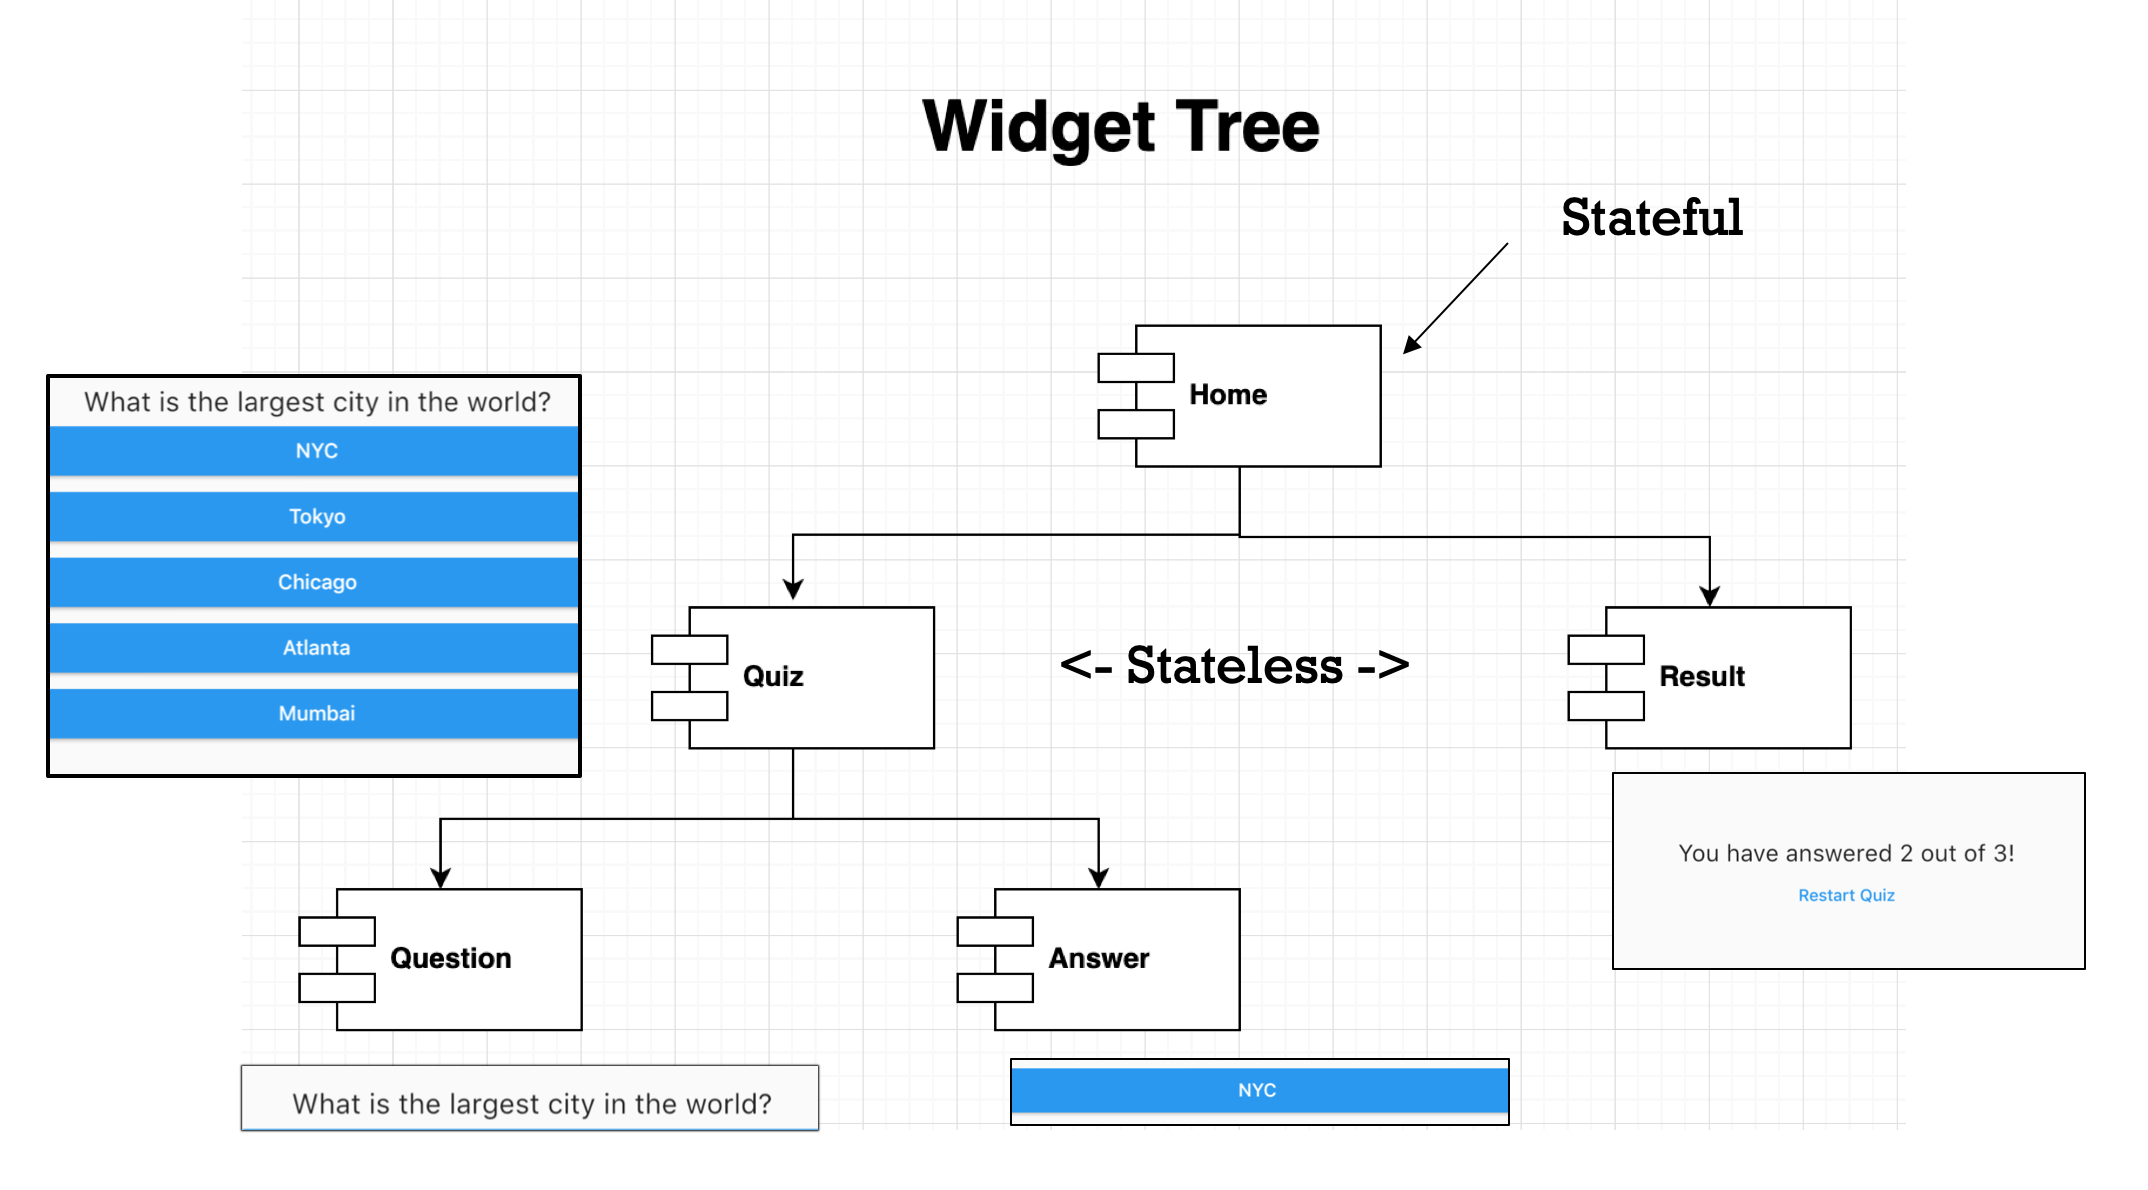 Widget Tree
Stateful
Home
What is the largest city in the world?
NYC
Tokyo
Chicago
Atlanta
Mumbai
Quiz
<- Stateless ->
Result
You have answered 2 out of 3!
Restart Quiz
Question
Answer
What is the largest city in the world?
NYC